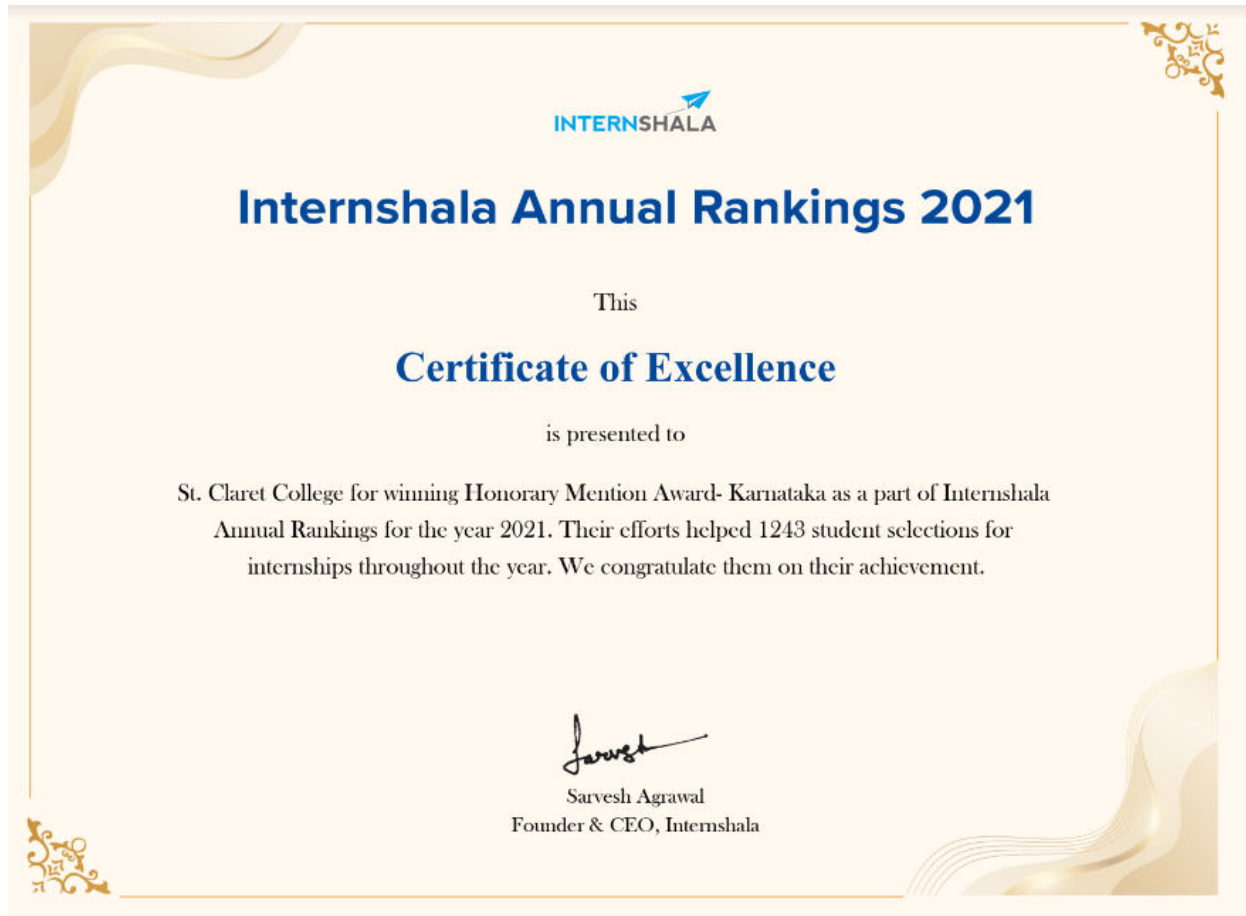 INTERNSHALA
Internshala Annual Rankings 2021
This
Certificate of Excellence
is presented to
St. Claret College for winning Honorary Mention Award- Karnataka as a part of Internshala
Annual Rankings for the year 2021. Their efforts helped 1243 student selections for
internships throughout the year. We congratulate them on their achievement.
Sarvesh
Sarvesh Agrawal
Founder & CEO, Internshala